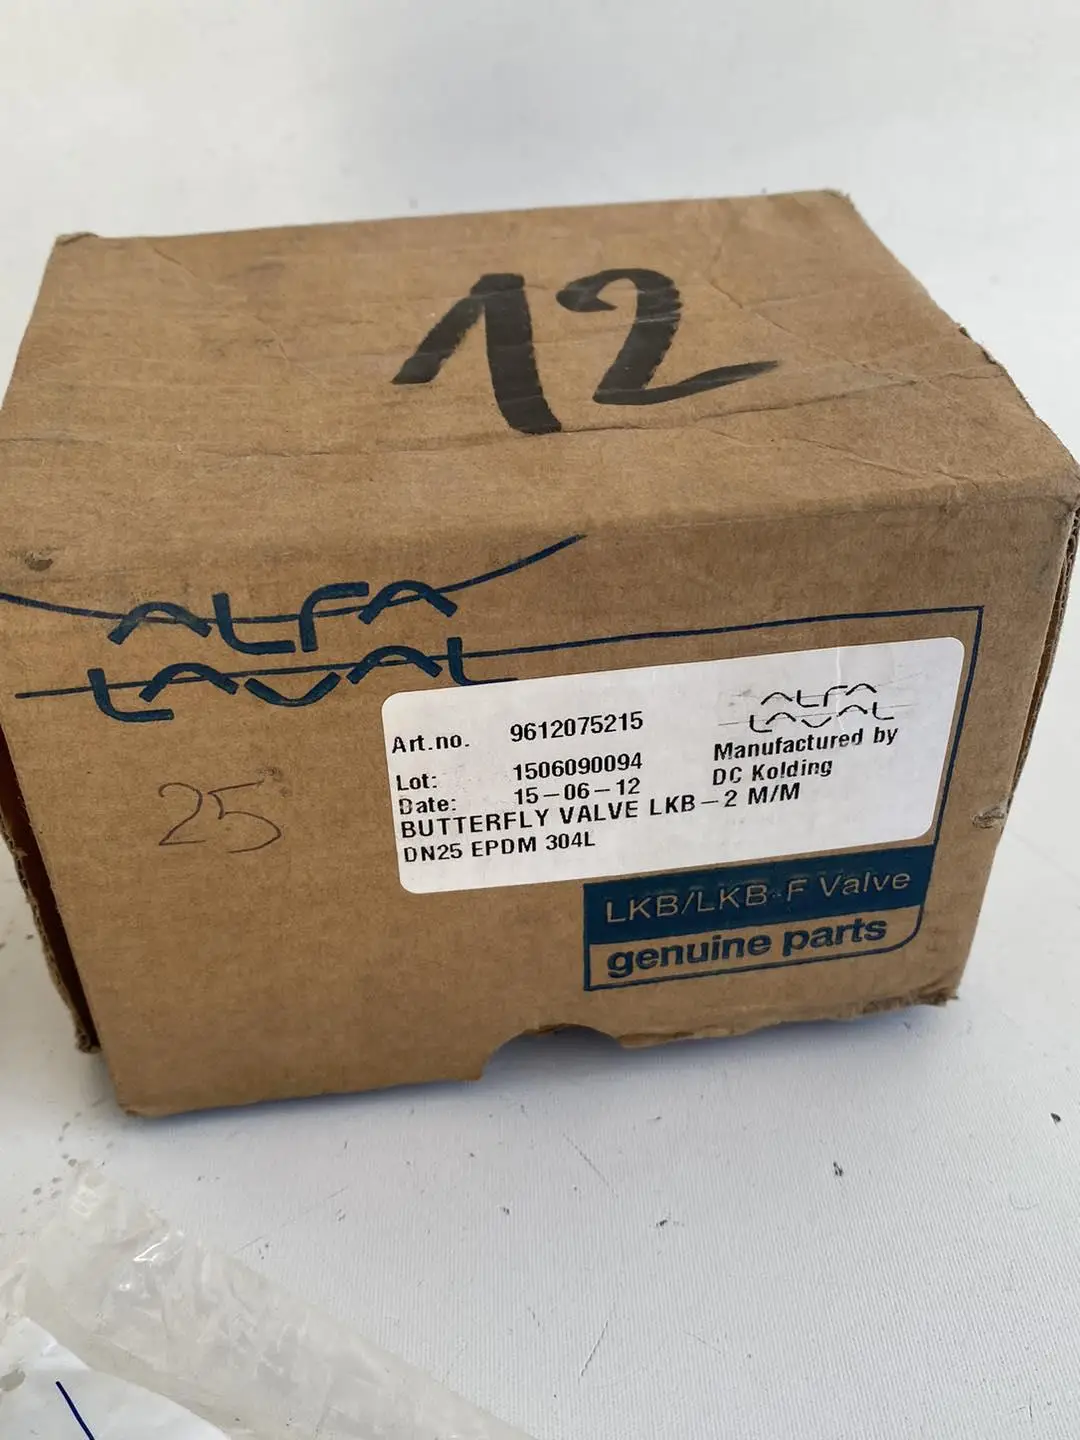 12
ALFA
LAVAL
25
Art.no. 9612075215
Lot: 1506090094
Date: 15-06-12
BUTTERFLY VALVE LKB-2 M/M
DN25 EPDM 304L
ALFA
LAVAL
Manufactured by
DC Kolding
LKB/LKB-F Valve
genuine parts